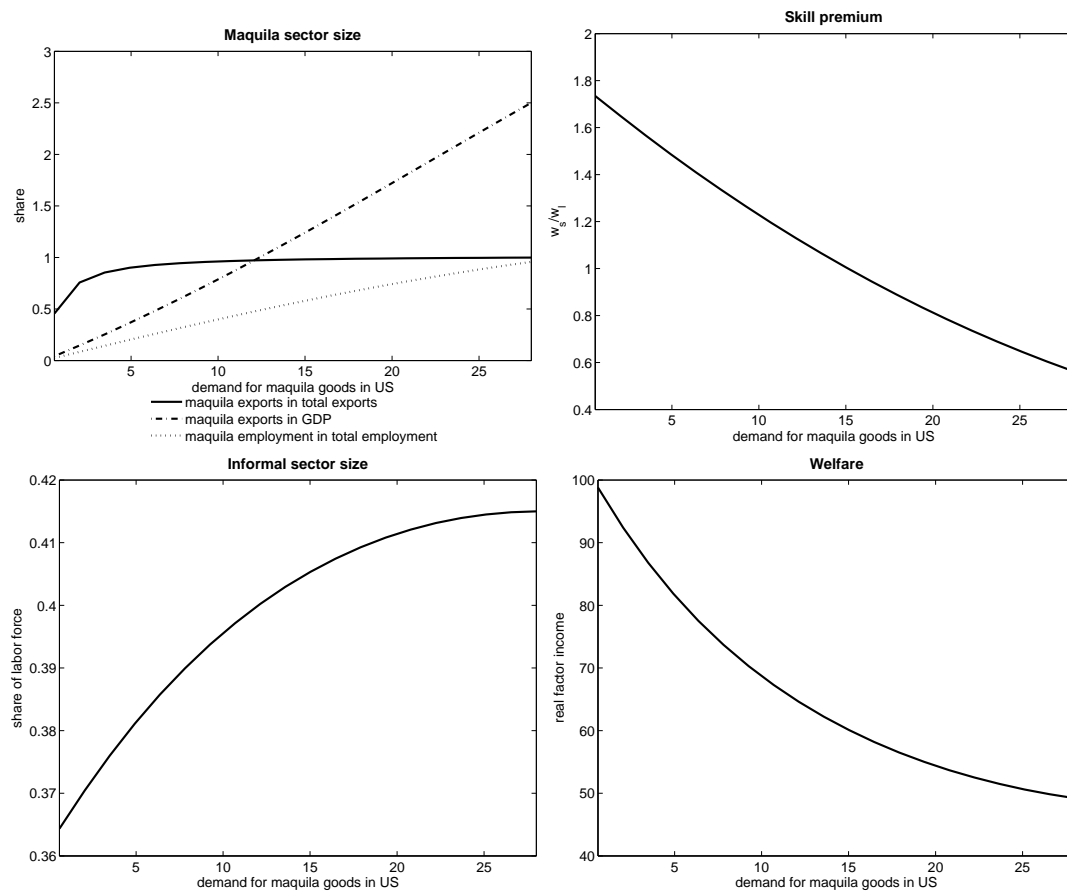 Maquila sector size
3
2.5
2
1.5
1
0.5
0
share
5 10 15 20 25
demand for maquila goods in US
maquila exports in total exports
maquila exports in GDP
maquila employment in total employment
Skill premium
2
1.8
1.6
1.4
1.2
1
0.8
0.6
0.4
w_s/w_l
5 10 15 20 25
demand for maquila goods in US
Informal sector size
0.42
0.41
0.4
0.39
0.38
0.37
0.36
share of labor force
5 10 15 20 25
demand for maquila goods in US
Welfare
100
90
80
70
60
50
40
real factor income
5 10 15 20 25
demand for maquila goods in US